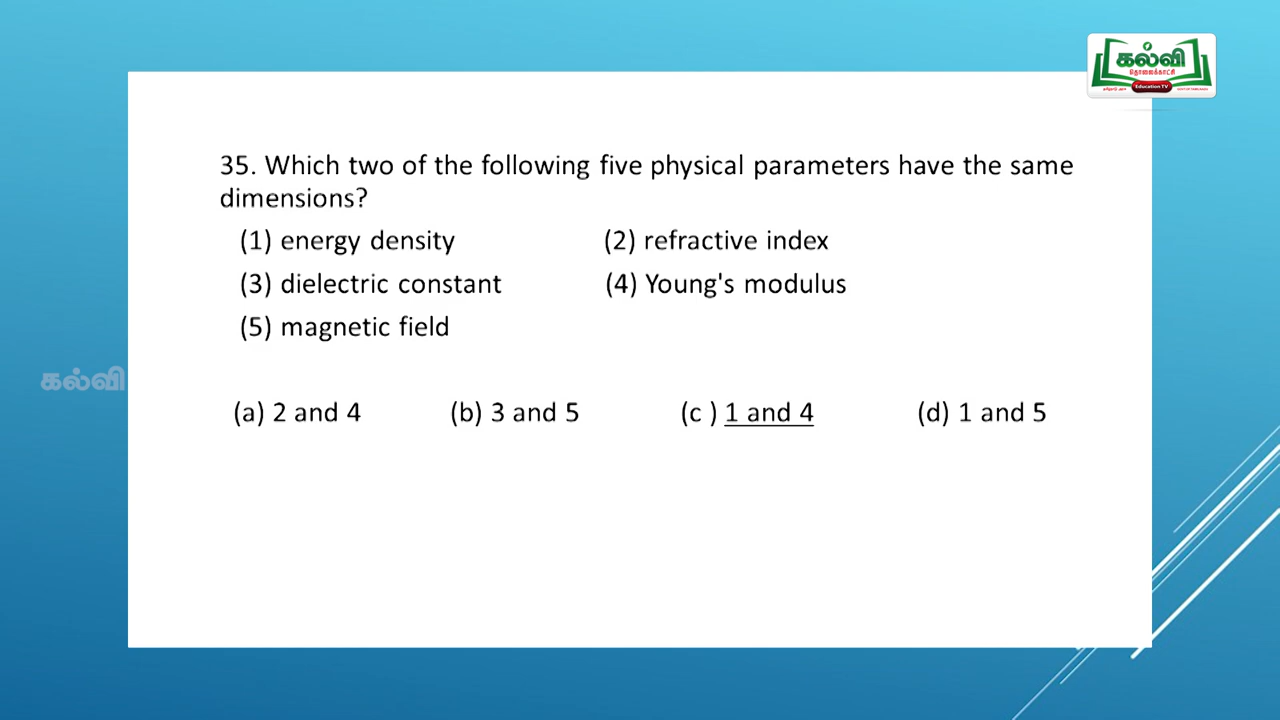 கல்வி
தொலைக்காட்சி
Education TV
35. Which two of the following five physical parameters have the same
dimensions?
(1) energy density (2) refractive index
(3) dielectric constant (4) Young's modulus
(5) magnetic field
கல்வி
(a) 2 and 4 (b) 3 and 5 (c ) 1 and 4 (d) 1 and 5